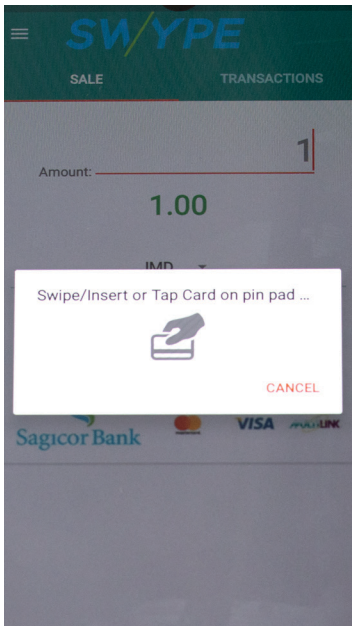 SWYPE
SALE TRANSACTIONS
1
Amount:
1.00
JMD
Swipe/Insert or Tap Card on pin pad ...
CANCEL
Sagicor Bank
VISA